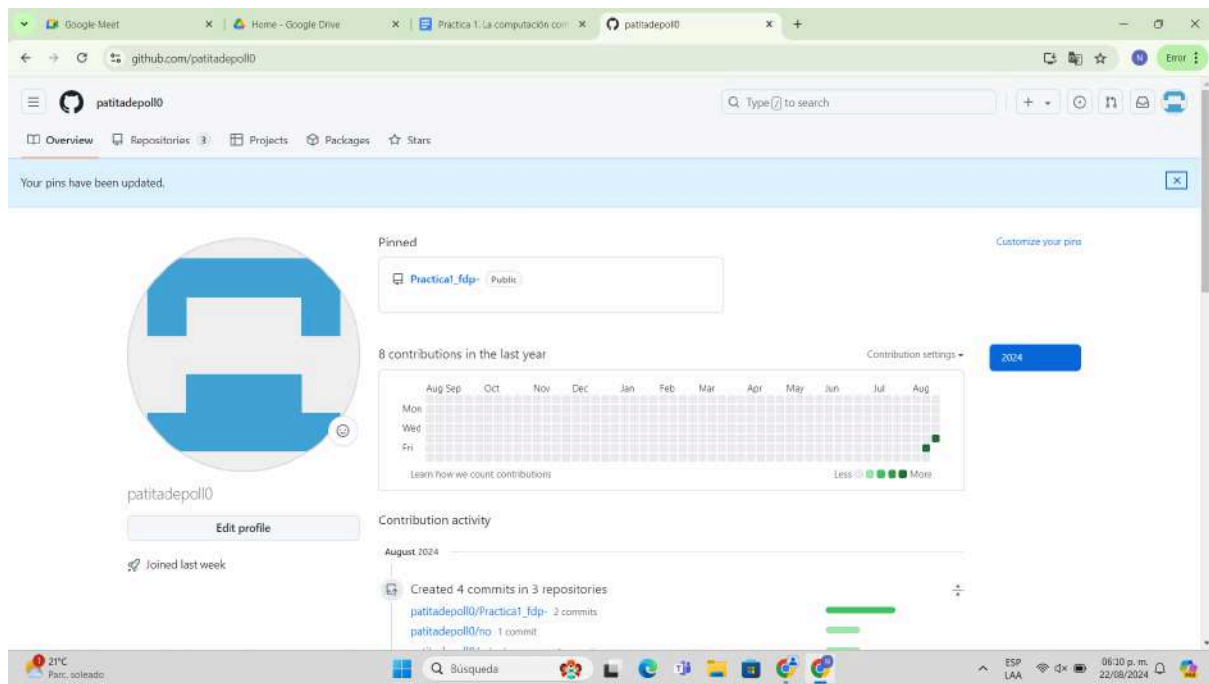 Google Meet
Home - Google Drive
Practica 1. La computación com
patitadepoll0
github.com/patitadepoll0
Error
patitadepoll0
Type / to search
Overview
Repositories 3
Projects
Packages
Stars
Your pins have been updated.
Pinned
Customize your pins
Practica1_fdp-
Public
8 contributions in the last year
Contribution settings
2024
Aug Sep Oct Nov Dec Jan Feb Mar Apr May Jun Jul Aug
Mon
Wed
Fri
Learn how we count contributions
Less
More
patitadepoll0
Edit profile
Joined last week
Contribution activity
August 2024
Created 4 commits in 3 repositories
patitadepoll0/Practica1_fdp- 2 commits
patitadepoll0/no 1 commit
21°C
Parc. soleado
Búsqueda
ESP
LAA
06:10 p. m.
22/08/2024